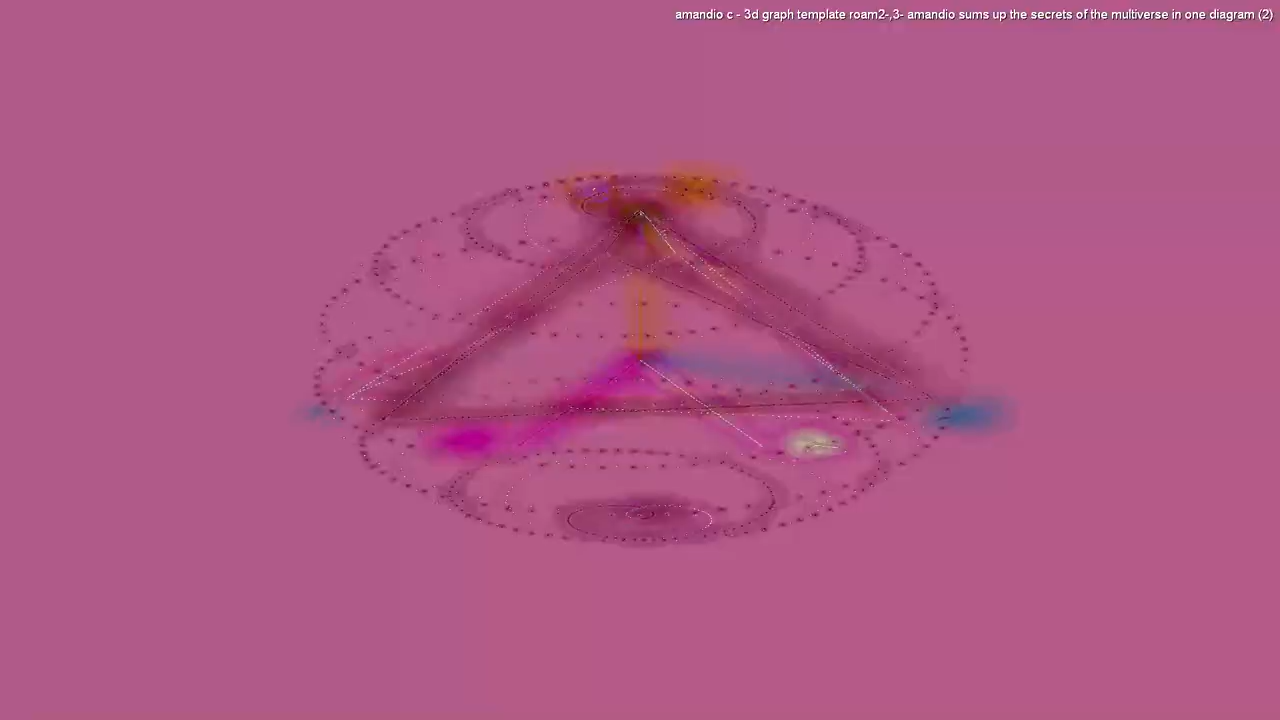 amandio c - 3d graph template roam2-,3- amandio sums up the secrets of the multiverse in one diagram (2)